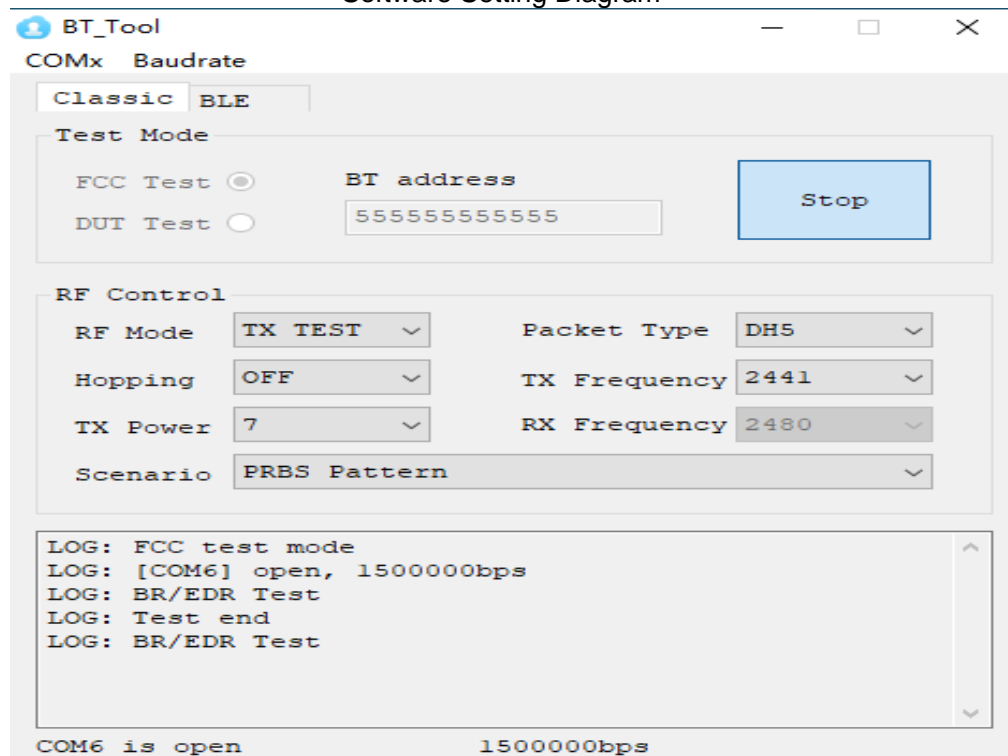 Software Setting Diagram
BT_Tool
COMx Baudrate
Classic BLE
Test Mode
FCC Test BT address
555555555555 Stop
DUT Test
RF Control
RF Mode TX TEST Packet Type DH5
Hopping OFF TX Frequency 2441
TX Power 7 RX Frequency 2480
Scenario PRBS Pattern
LOG: FCC test mode
LOG: [COM6] open, 1500000bps
LOG: BR/EDR Test
LOG: Test end
LOG: BR/EDR Test
COM6 is open 1500000bps